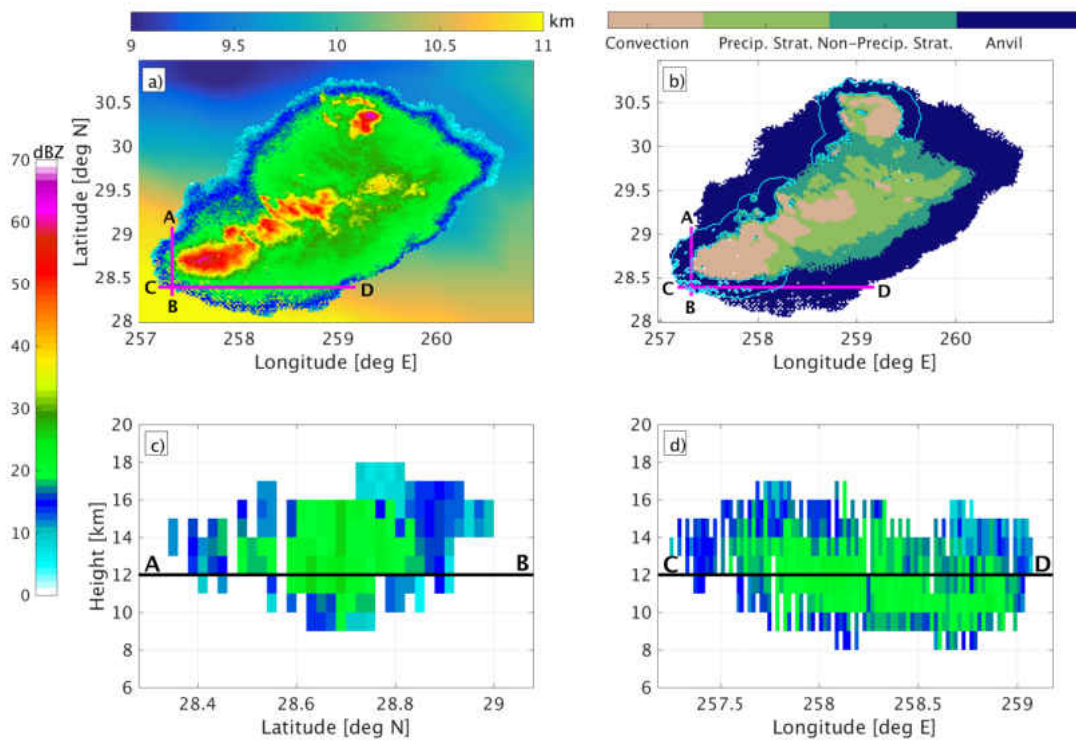 km
9 9.5 10 10.5 11
Convection Precip. Strat. Non-Precip. Strat. Anvil
a)
30.5
30
29.5
29
28.5
28
Latitude [deg N]
A
C
B
D
257 258 259 260
Longitude [deg E]
b)
30.5
30
29.5
29
28.5
28
A
C
B
D
257 258 259 260
Longitude [deg E]
dBZ
70
60
50
40
30
20
10
0
c)
20
18
16
14
12
10
8
6
Height [km]
A B
28.4 28.6 28.8 29
Latitude [deg N]
d)
20
18
16
14
12
10
8
6
C D
257.5 258 258.5 259
Longitude [deg E]